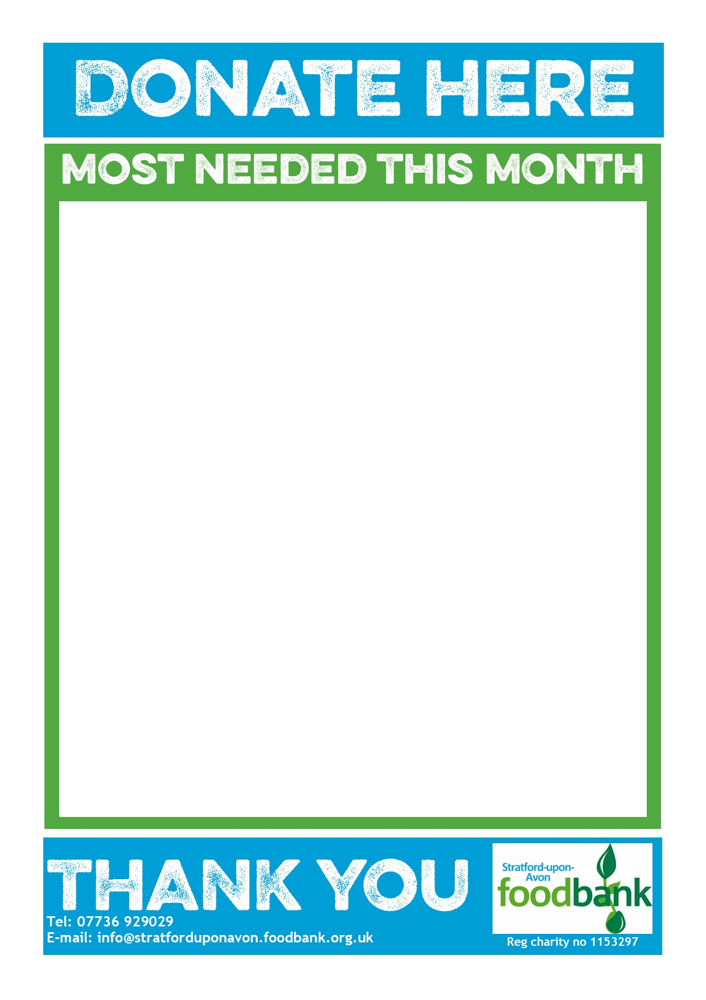 DONATE HERE
MOST NEEDED THIS MONTH
THANK YOU
Tel: 07736 929029
E-mail: info@stratforduponavon.foodbank.org.uk
Stratford-upon-
Avon
foodbank
Reg charity no 1153297